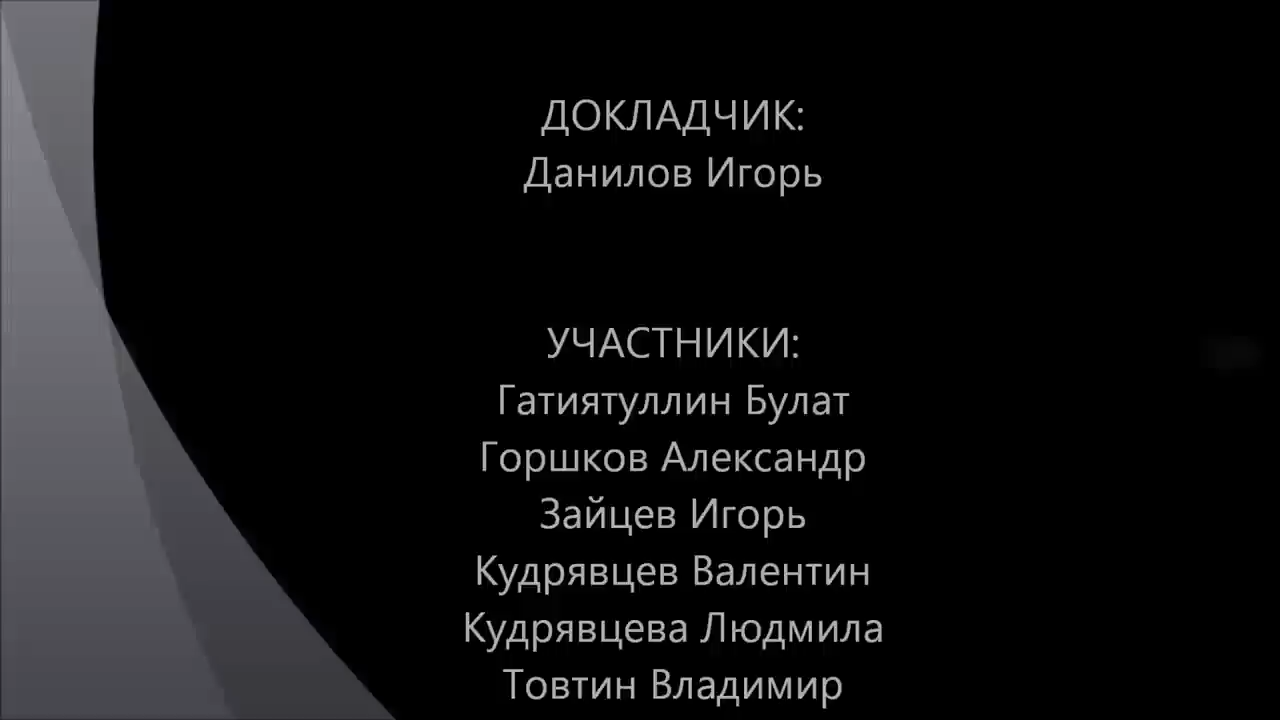 ДОКЛАДЧИК:
Данилов Игорь
УЧАСТНИКИ:
Гатиятуллин Булат
Горшков Александр
Зайцев Игорь
Кудрявцев Валентин
Кудрявцева Людмила
Товтин Владимир